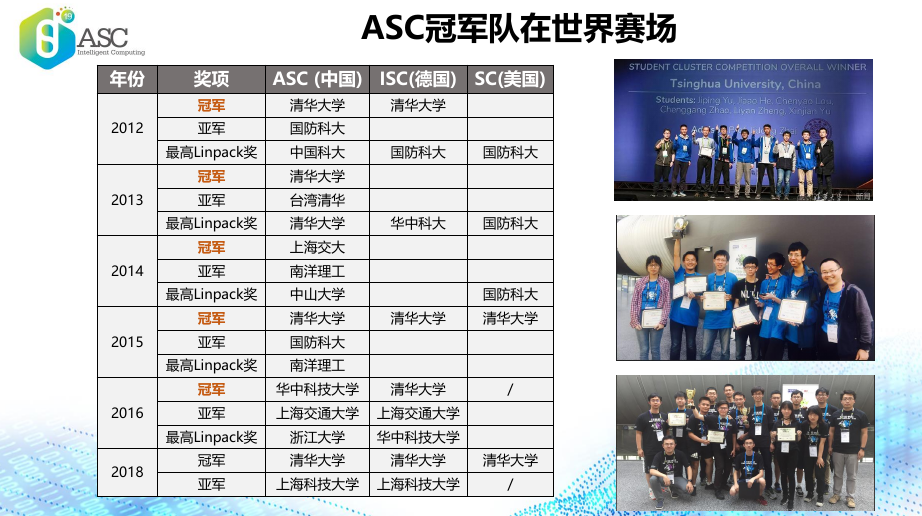 19
ASC
Intelligent Computing
ASC冠军队在世界赛场
年份 奖项 ASC (中国) ISC(德国) SC(美国)
2012 冠军 清华大学 清华大学
亚军 国防科大
最高Linpack奖 中国科大 国防科大 国防科大
2013 冠军 清华大学
亚军 台湾清华
最高Linpack奖 清华大学 华中科大 国防科大
2014 冠军 上海交大
亚军 南洋理工
最高Linpack奖 中山大学 国防科大
2015 冠军 清华大学 清华大学 清华大学
亚军 国防科大
最高Linpack奖 南洋理工
2016 冠军 华中科技大学 清华大学 /
亚军 上海交通大学 上海交通大学
最高Linpack奖 浙江大学 华中科技大学
2018 冠军 清华大学 清华大学 清华大学
亚军 上海科技大学 上海科技大学 /
STUDENT CLUSTER COMPETITION OVERALL WINNER
Tsinghua University, China
Students: Jiping Yu, Jiaao He, Chenyao Lou,
Chenggang Zhao, Liyan Zheng, Xinjian Yu
新闻